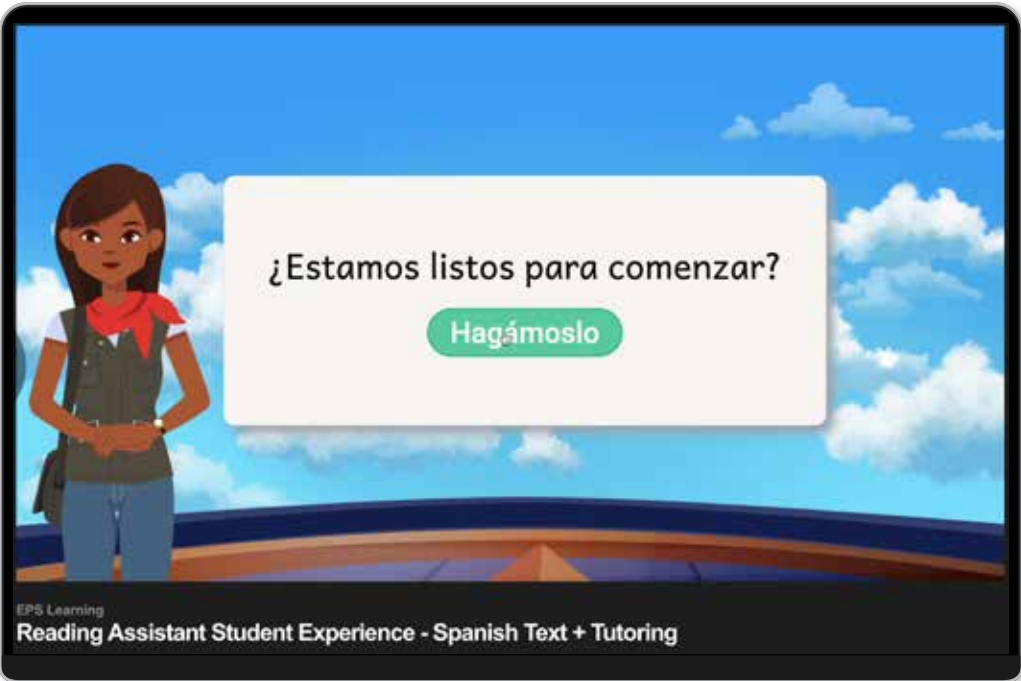 ¿Estamos listos para comenzar?
Hagámoslo
EPS Learning
Reading Assistant Student Experience - Spanish Text + Tutoring